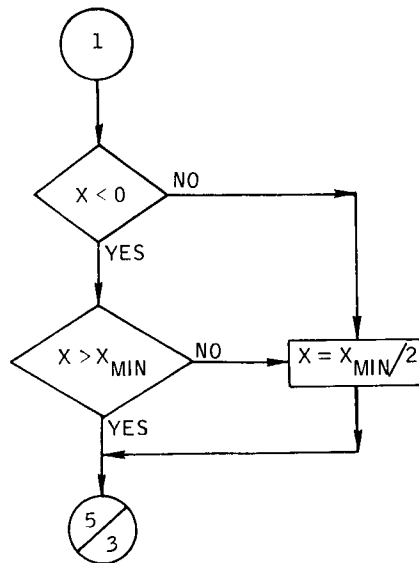 1
X < 0
NO
YES
X > X_MIN
NO
X = X_MIN/2
YES
5
3